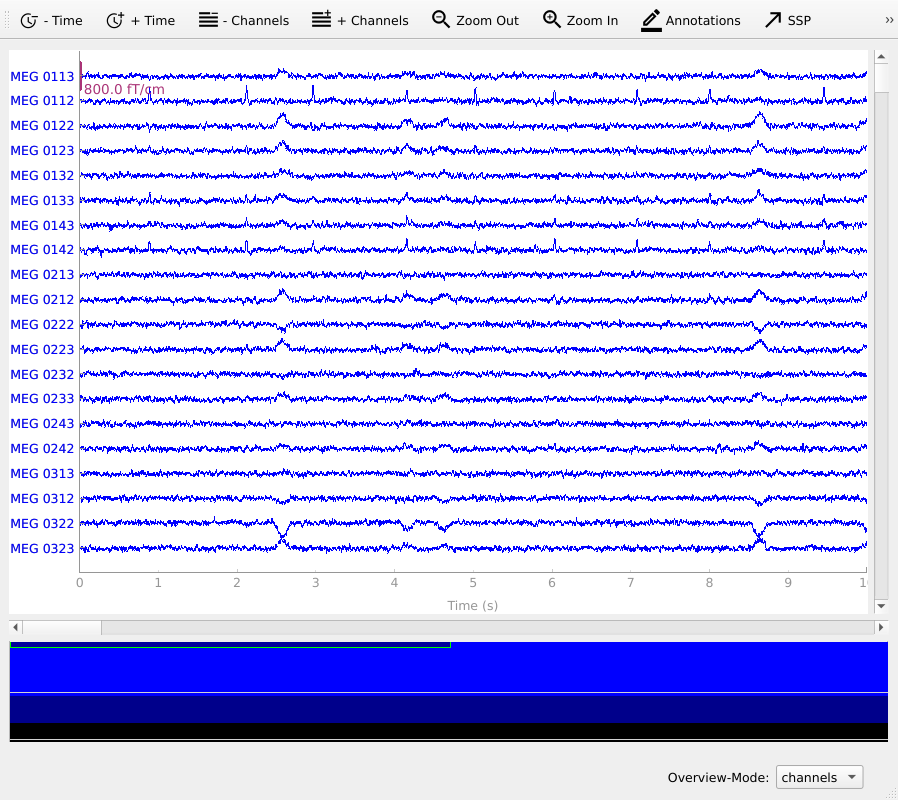 - Time + Time - Channels + Channels Zoom Out Zoom In Annotations SSP »
MEG 0113
800.0 fT/cm
MEG 0112
MEG 0122
MEG 0123
MEG 0132
MEG 0133
MEG 0143
MEG 0142
MEG 0213
MEG 0212
MEG 0222
MEG 0223
MEG 0232
MEG 0233
MEG 0243
MEG 0242
MEG 0313
MEG 0312
MEG 0322
MEG 0323
0 1 2 3 4 5 6 7 8 9 1
Time (s)
Overview-Mode: channels